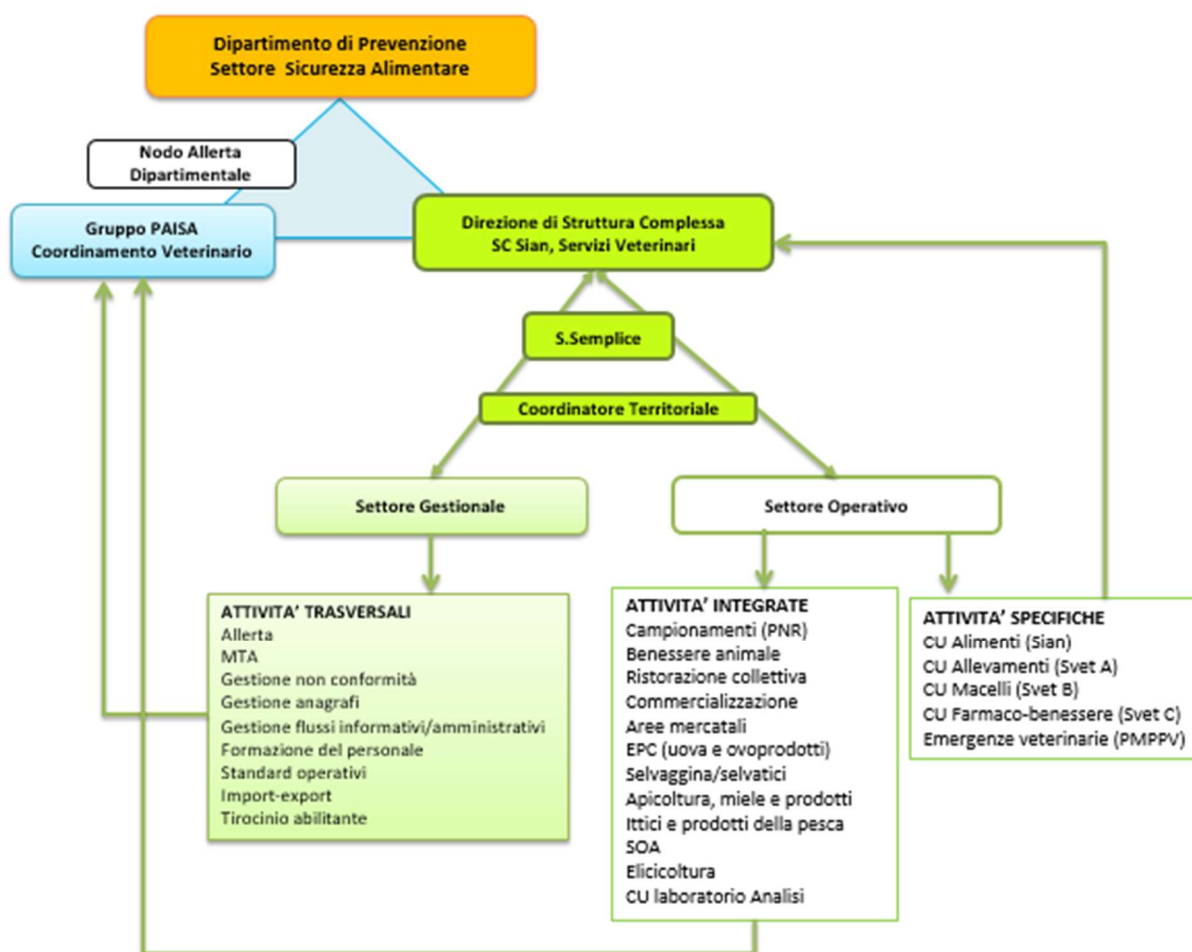 Dipartimento di Prevenzione
Settore Sicurezza Alimentare
Nodo Allerta
Dipartimentale
Gruppo PAISA
Coordinamento Veterinario
Direzione di Struttura Complessa
SC Sian, Servizi Veterinari
S.Semplice
Coordinatore Territoriale
Settore Gestionale
Settore Operativo
ATTIVITA’ TRASVERSALI
Allerta
MTA
Gestione non conformità
Gestione anagrafi
Gestione flussi informativi/amministrativi
Formazione del personale
Standard operativi
Import-export
Tirocinio abilitante
ATTIVITA’ INTEGRATE
Campionamenti (PNR)
Benessere animale
Ristorazione collettiva
Commercializzazione
Aree mercatali
EPC (uova e ovoprodotti)
Selvaggina/selvatici
Apicoltura, miele e prodotti
Ittici e prodotti della pesca
SOA
Elicicoltura
CU laboratorio Analisi
ATTIVITA’ SPECIFICHE
CU Alimenti (Sian)
CU Allevamenti (Svet A)
CU Macelli (Svet B)
CU Farmaco-benessere (Svet C)
Emergenze veterinarie (PMPPV)